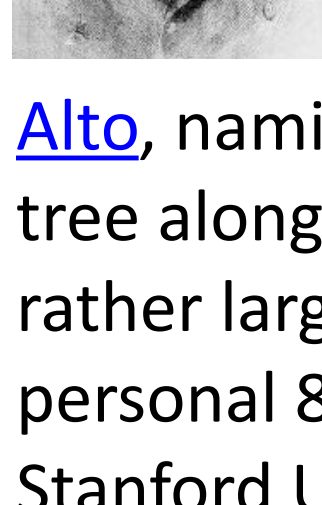 Alto, nami
tree along
rather larg
personal 8
Stanford U